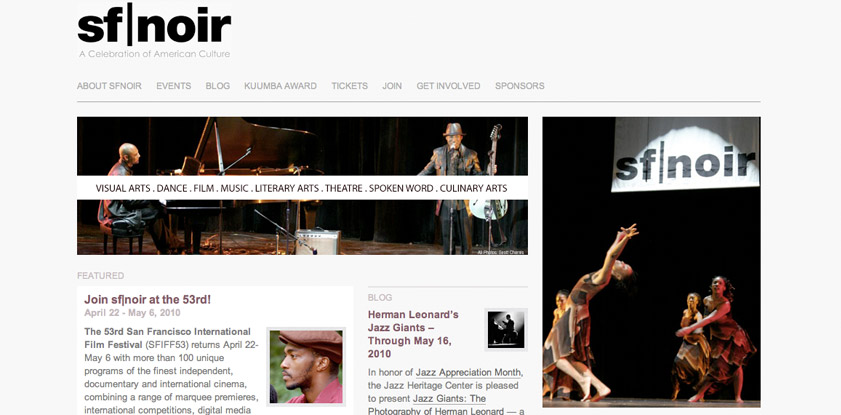 sf|noir
A Celebration of American Culture
ABOUT SFNOIR EVENTS BLOG KUUMBA AWARD TICKETS JOIN GET INVOLVED SPONSORS
VISUAL ARTS . DANCE . FILM . MUSIC . LITERARY ARTS . THEATRE . SPOKEN WORD . CULINARY ARTS
All Photos: Scott Chernis
sf|noir
FEATURED
Join sf|noir at the 53rd!
April 22 - May 6, 2010
The 53rd San Francisco International
Film Festival (SFIFF53) returns April 22-
May 6 with more than 100 unique
programs of the finest independent,
documentary and international cinema,
combining a range of marquee premieres,
international competitions, digital media
BLOG
Herman Leonard's
Jazz Giants –
Through May 16,
2010
In honor of Jazz Appreciation Month,
the Jazz Heritage Center is pleased
to present Jazz Giants: The
Photography of Herman Leonard — a